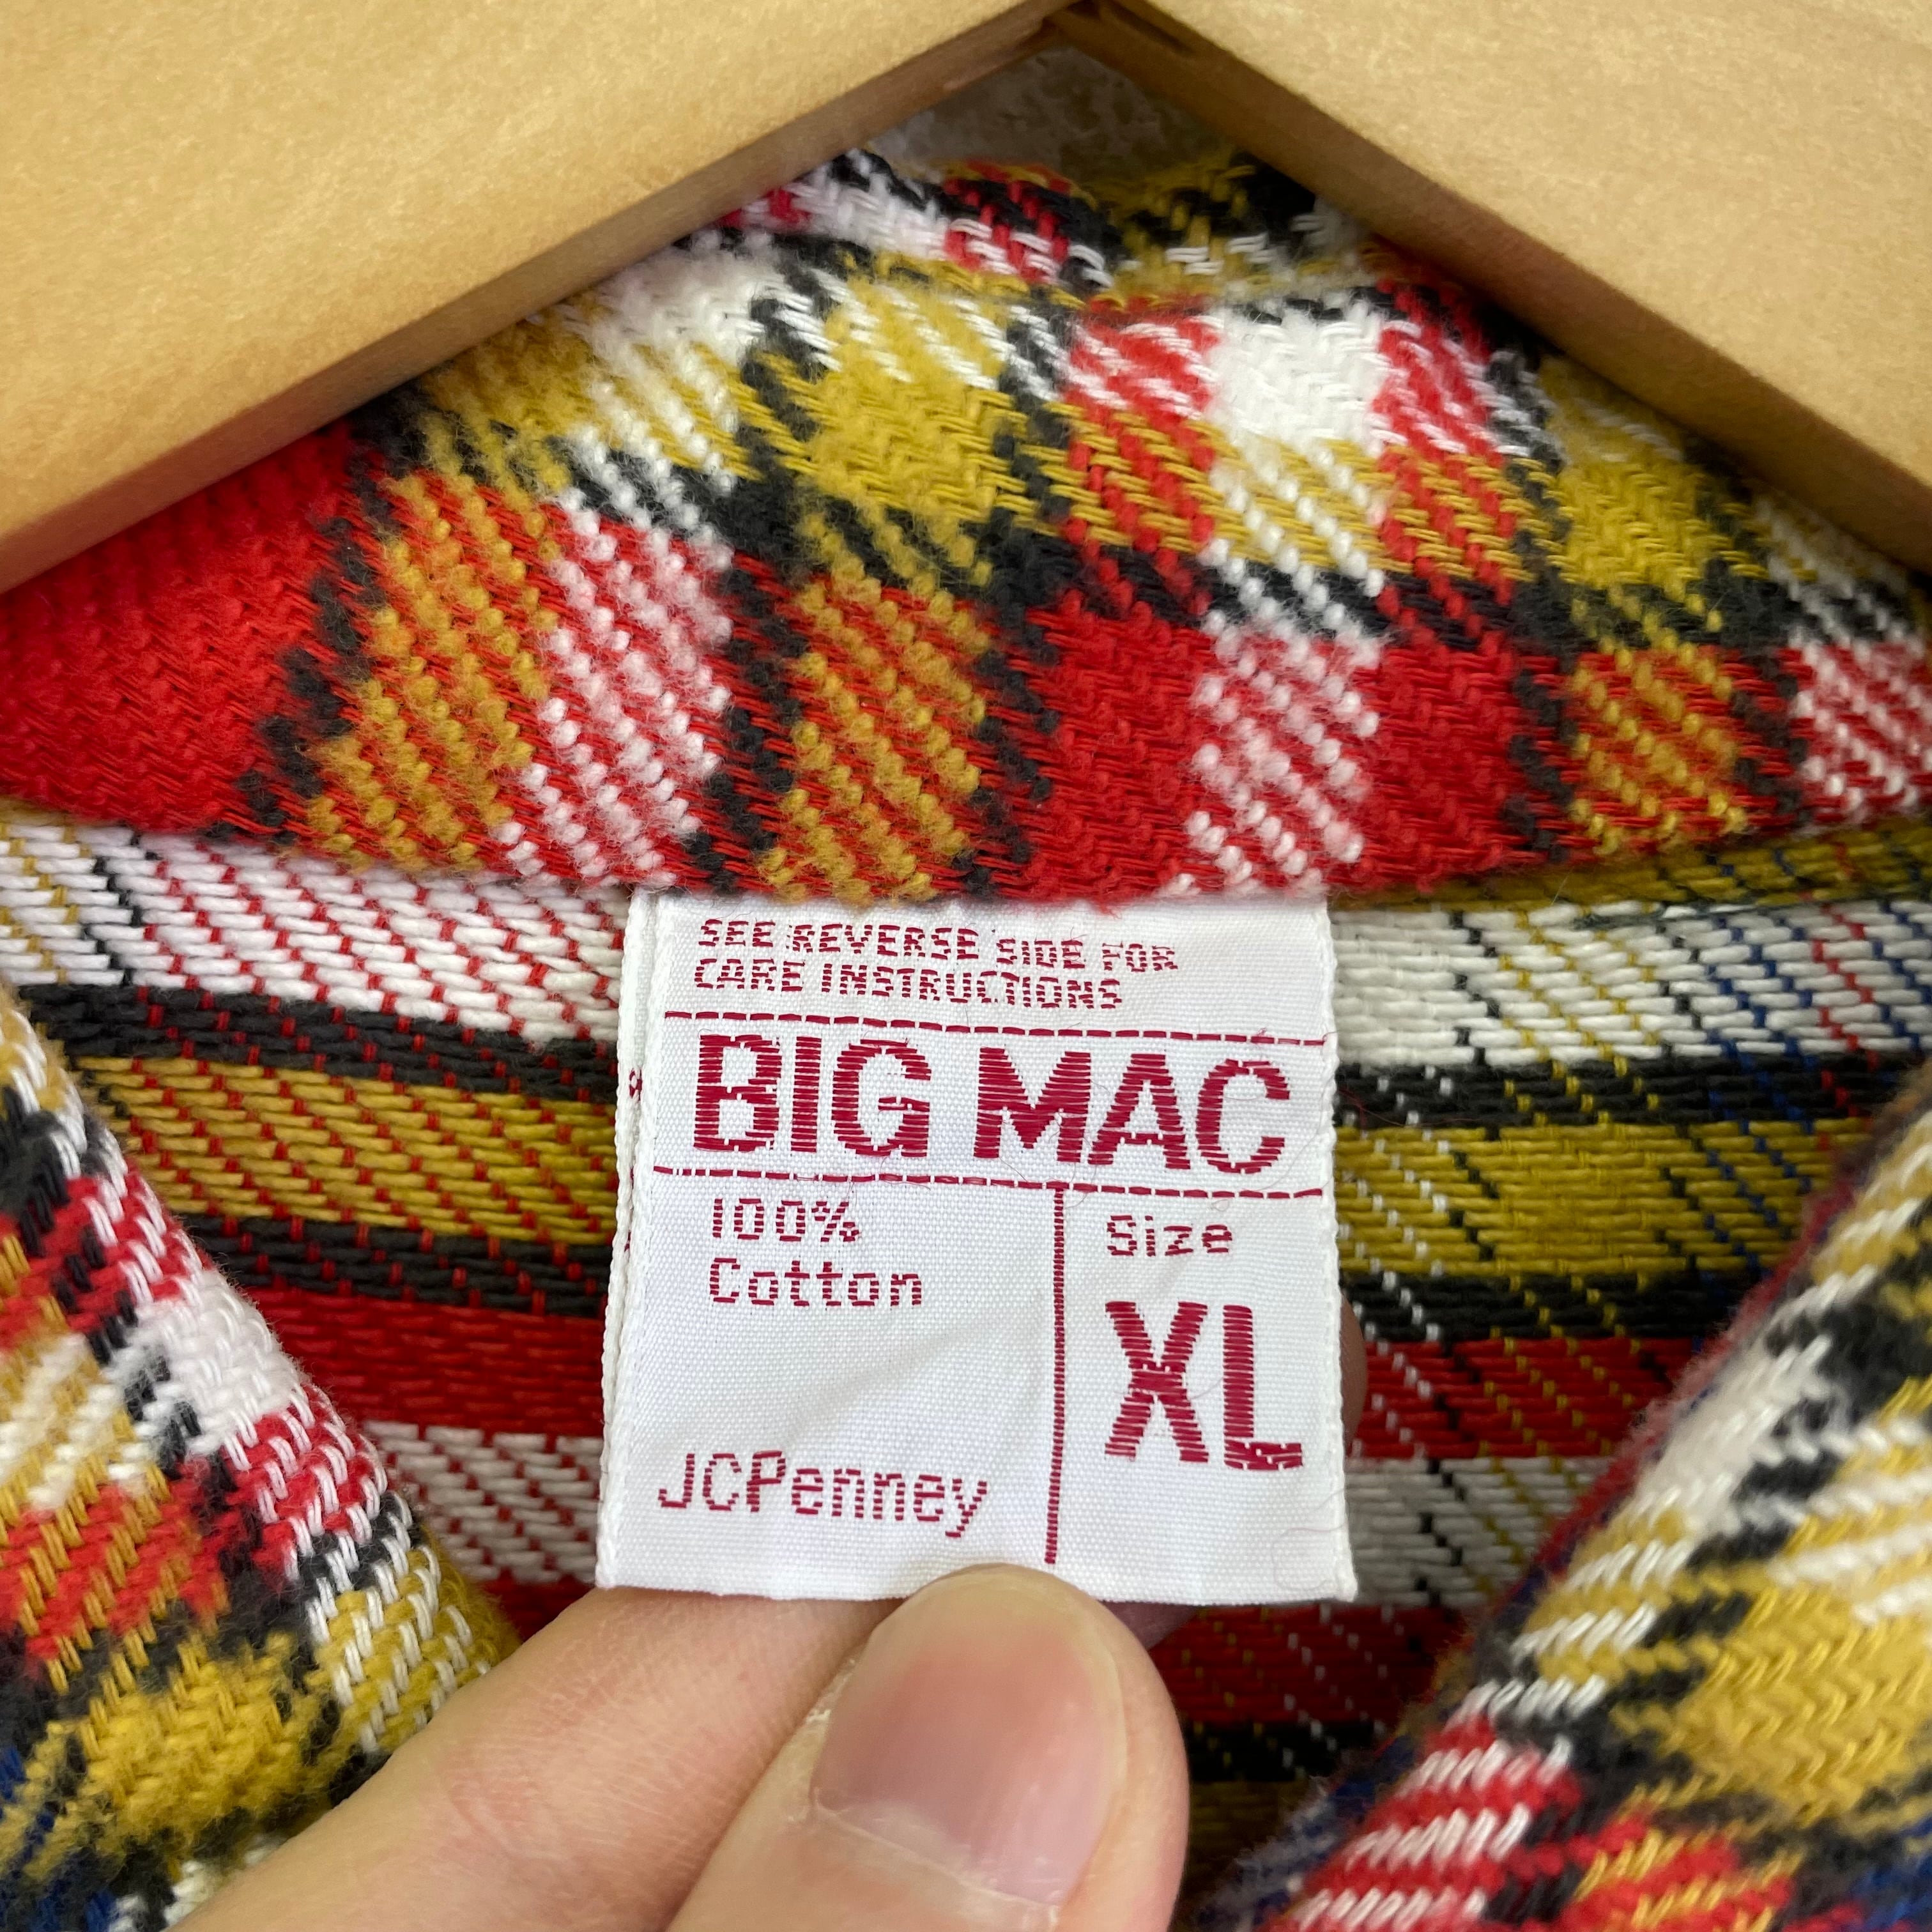 SEE REVERSE SIDE FOR
CARE INSTRUCTIONS
BIG MAC
100%
Cotton
Size
XL
JCPenney